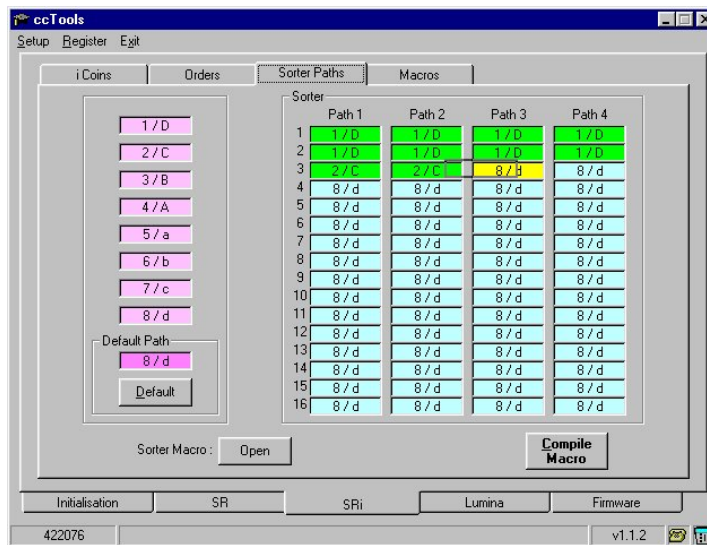 ccTools
Setup Register Exit
i Coins Orders Sorter Paths Macros
Sorter
Path 1 Path 2 Path 3 Path 4
1 / D
2 / C
3 / B
4 / A
5 / a
6 / b
7 / c
8 / d
Default Path
8 / d
Default
1 1 / D 1 / D 1 / D 1 / D
2 1 / D 1 / D 1 / D 1 / D
3 2 / C 2 / C 8 / d 8 / d
4 8 / d 8 / d 8 / d 8 / d
5 8 / d 8 / d 8 / d 8 / d
6 8 / d 8 / d 8 / d 8 / d
7 8 / d 8 / d 8 / d 8 / d
8 8 / d 8 / d 8 / d 8 / d
9 8 / d 8 / d 8 / d 8 / d
10 8 / d 8 / d 8 / d 8 / d
11 8 / d 8 / d 8 / d 8 / d
12 8 / d 8 / d 8 / d 8 / d
13 8 / d 8 / d 8 / d 8 / d
14 8 / d 8 / d 8 / d 8 / d
15 8 / d 8 / d 8 / d 8 / d
16 8 / d 8 / d 8 / d 8 / d
Sorter Macro : Open
Compile
Macro
Initialisation SR SRi Lumina Firmware
422076 v1.1.2